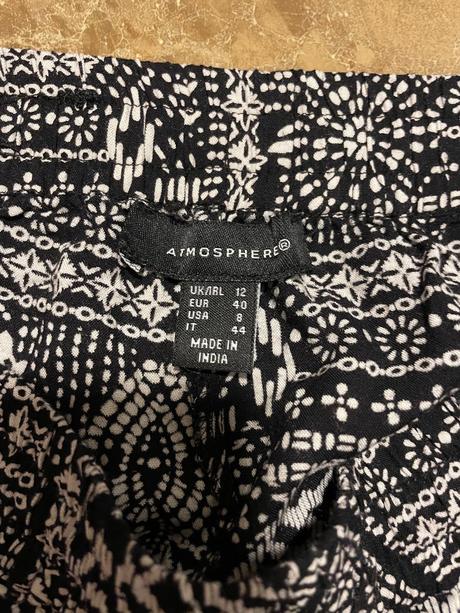 ATMOSPHERE®
UK/IRL 12
EUR 40
USA 8
IT 44
MADE IN
INDIA